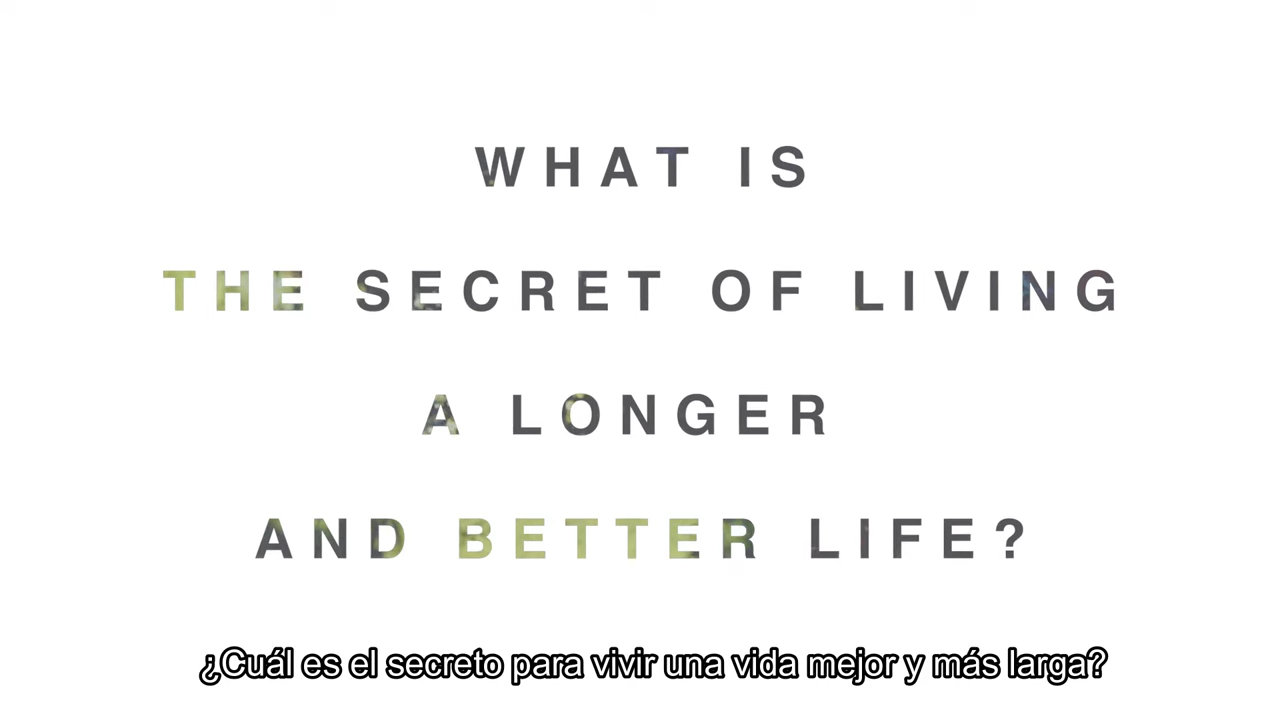 WHAT IS
THE SECRET OF LIVING
A LONGER
AND BETTER LIFE?
¿Cuál es el secreto para vivir una vida mejor y más larga?